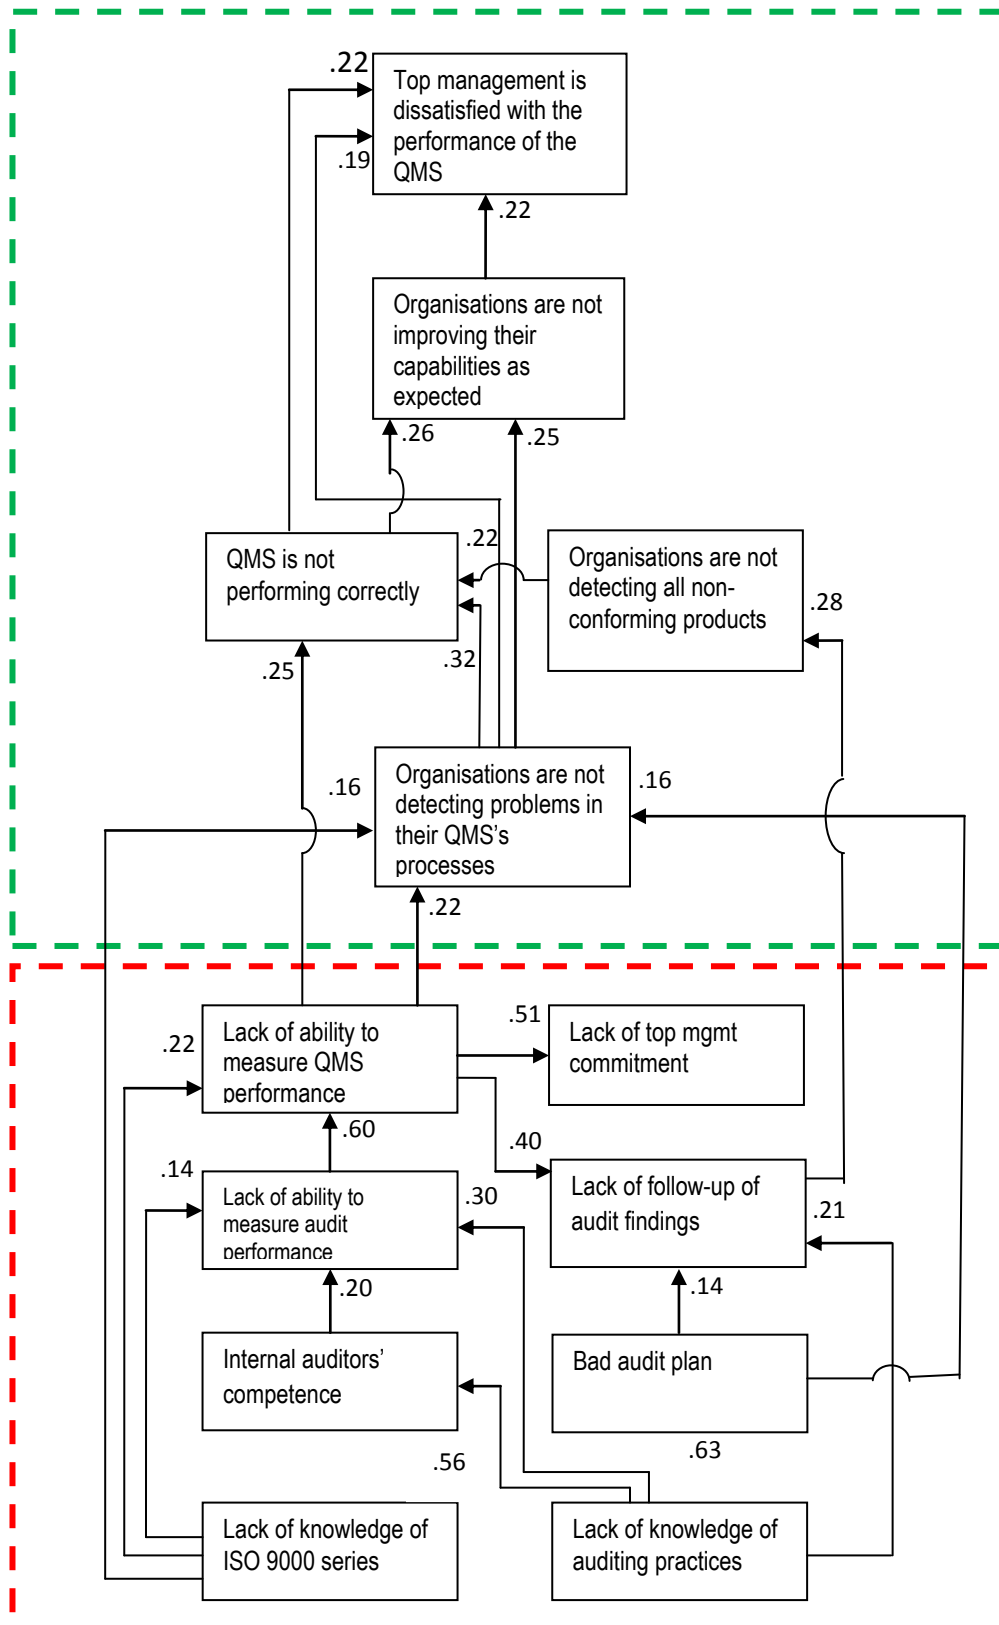 .22
Top management is
dissatisfied with the
performance of the
QMS
.19
.22
Organisations are not
improving their
capabilities as
expected
.26
.25
QMS is not
performing correctly
.22
Organisations are not
detecting all non-
conforming products
.28
.25
.32
Organisations are not
detecting problems in
their QMS's
processes
.16
.16
.22
Lack of ability to
measure QMS
performance
.22
.51
Lack of top mgmt
commitment
.60
.40
.14
Lack of ability to
measure audit
performance
.30
Lack of follow-up of
audit findings
.21
.20
.14
Internal auditors'
competence
Bad audit plan
.56
.63
Lack of knowledge of
ISO 9000 series
Lack of knowledge of
auditing practices